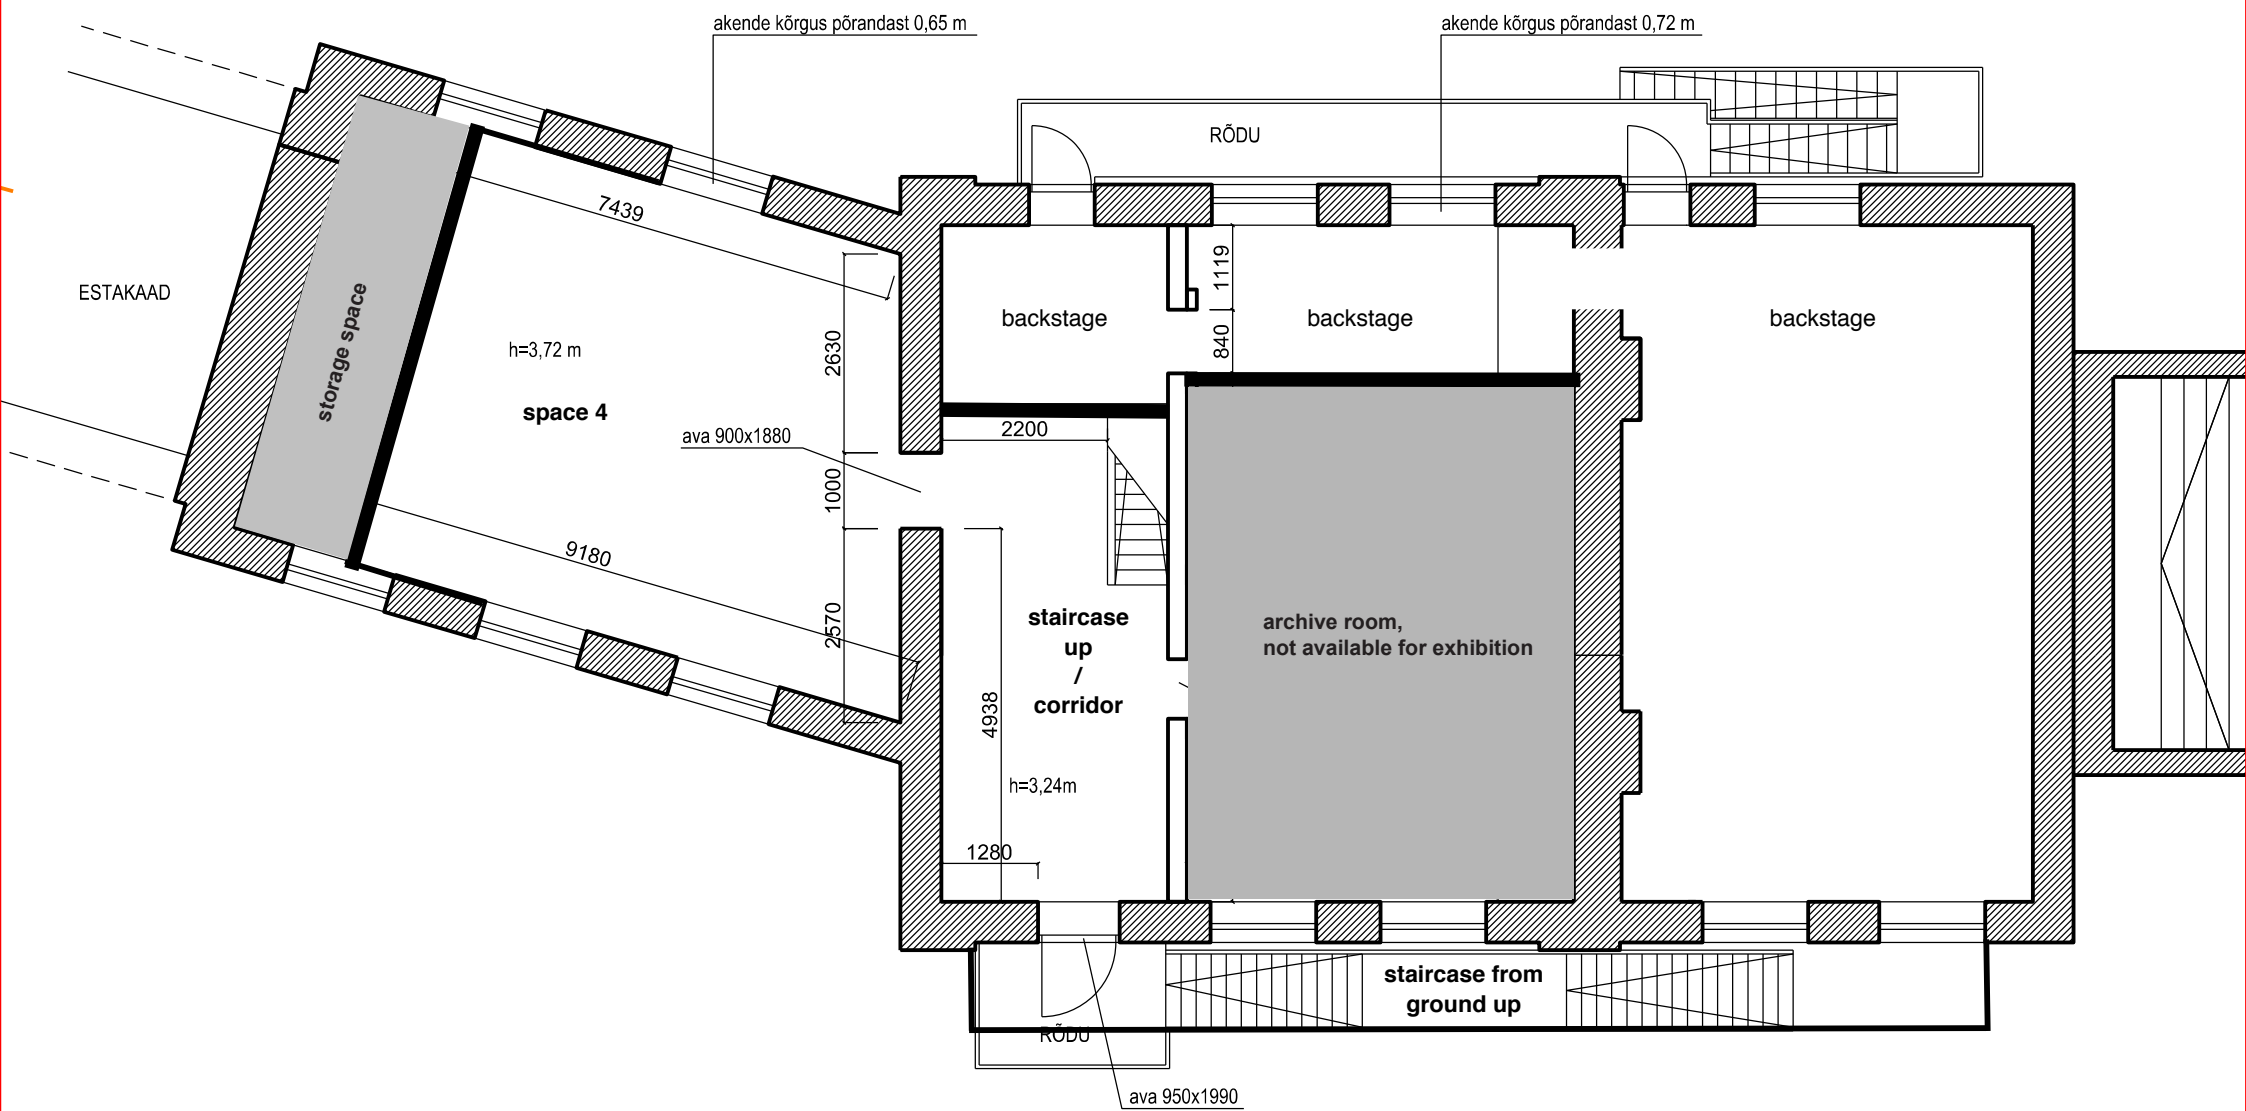 akende kõrgus põrandast 0,65 m
akende kõrgus põrandast 0,72 m
RÕDU
7439
ESTAKAAD
storage space
h=3,72 m
space 4
2630
backstage
1119
840
backstage
backstage
ava 900x1880
2200
1000
9180
2570
staircase
up
/
corridor
4938
h=3,24m
1280
archive room,
not available for exhibition
staircase from
ground up
RÕDU
ava 950x1990